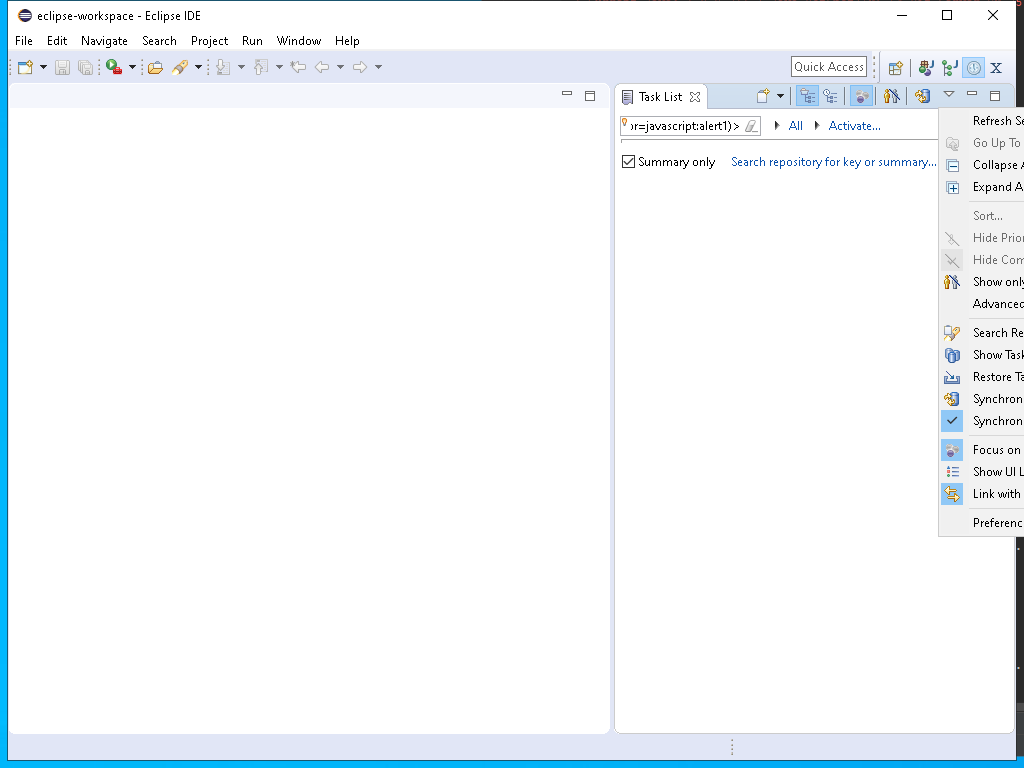 eclipse-workspace - Eclipse IDE
File Edit Navigate Search Project Run Window Help
Quick Access
Task List
or=javascript:alert1)>
All
Activate...
Summary only
Search repository for key or summary...
Refresh Se
Go Up To
Collapse A
Expand A
Sort...
Hide Prior
Hide Com
Show only
Advanced
Search Re
Show Task
Restore Ta
Synchron
Synchron
Focus on
Show UI L
Link with
Preferenc